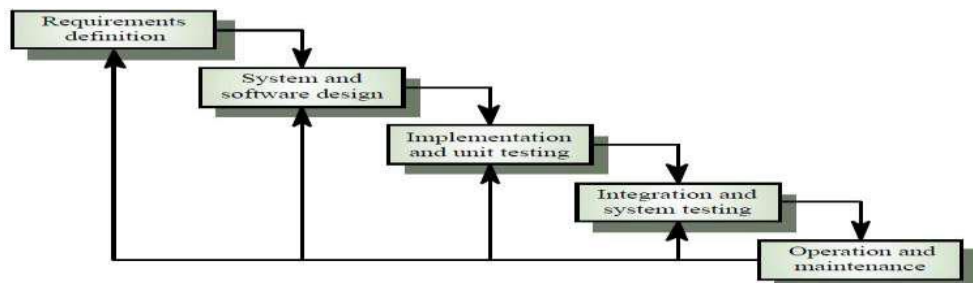 Requirements
definition
System and
software design
Implementation
and unit testing
Integration and
system testing
Operation and
maintenance